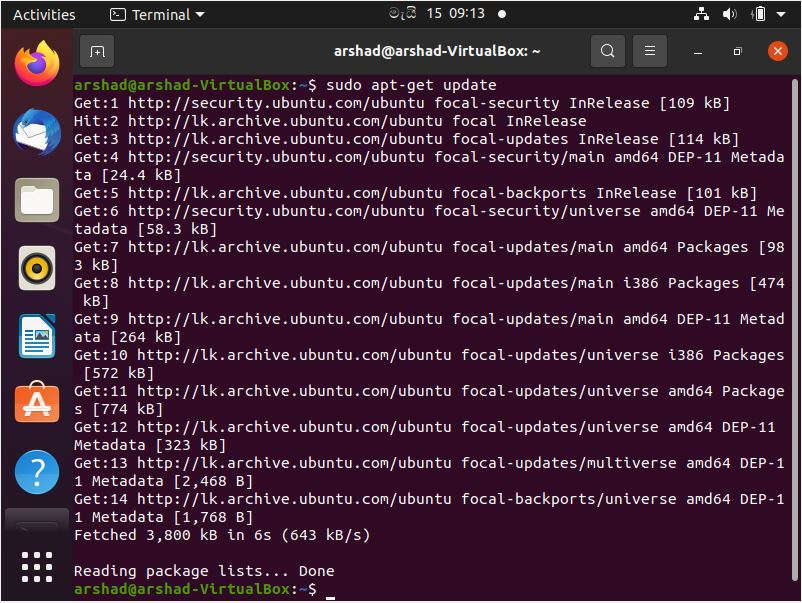 Activities Terminal මැයි 15 09:13
arshad@arshad-VirtualBox: ~
arshad@arshad-VirtualBox:~$ sudo apt-get update
Get:1 http://security.ubuntu.com/ubuntu focal-security InRelease [109 kB]
Hit:2 http://lk.archive.ubuntu.com/ubuntu focal InRelease
Get:3 http://lk.archive.ubuntu.com/ubuntu focal-updates InRelease [114 kB]
Get:4 http://security.ubuntu.com/ubuntu focal-security/main amd64 DEP-11 Metada
ta [24.4 kB]
Get:5 http://lk.archive.ubuntu.com/ubuntu focal-backports InRelease [101 kB]
Get:6 http://security.ubuntu.com/ubuntu focal-security/universe amd64 DEP-11 Me
tadata [58.3 kB]
Get:7 http://lk.archive.ubuntu.com/ubuntu focal-updates/main amd64 Packages [98
3 kB]
Get:8 http://lk.archive.ubuntu.com/ubuntu focal-updates/main i386 Packages [474
 kB]
Get:9 http://lk.archive.ubuntu.com/ubuntu focal-updates/main amd64 DEP-11 Metad
ata [264 kB]
Get:10 http://lk.archive.ubuntu.com/ubuntu focal-updates/universe i386 Packages
 [572 kB]
Get:11 http://lk.archive.ubuntu.com/ubuntu focal-updates/universe amd64 Package
s [774 kB]
Get:12 http://lk.archive.ubuntu.com/ubuntu focal-updates/universe amd64 DEP-11
Metadata [323 kB]
Get:13 http://lk.archive.ubuntu.com/ubuntu focal-updates/multiverse amd64 DEP-1
1 Metadata [2,468 B]
Get:14 http://lk.archive.ubuntu.com/ubuntu focal-backports/universe amd64 DEP-1
1 Metadata [1,768 B]
Fetched 3,800 kB in 6s (643 kB/s)
Reading package lists... Done
arshad@arshad-VirtualBox:~$